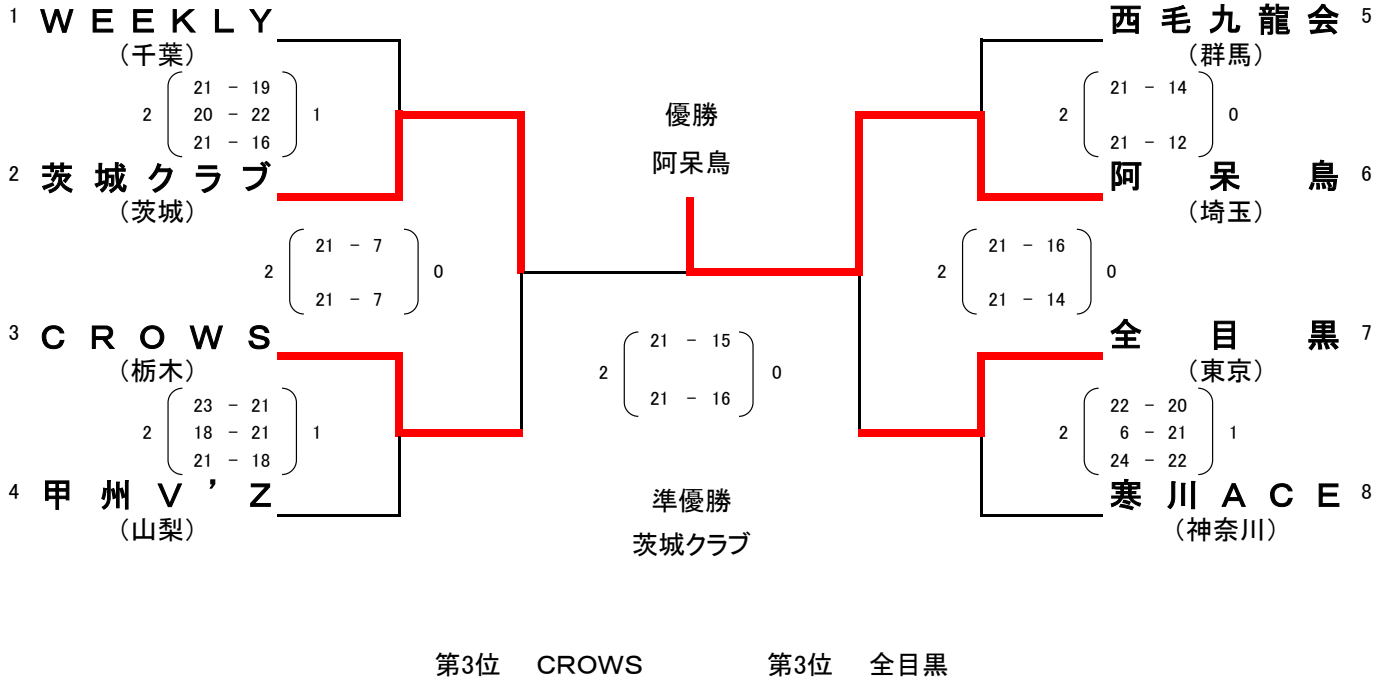 1 WEEKLY
(千葉)
21 - 19
2 20 - 22 1
21 - 16
2 茨城クラブ
(茨城)
21 - 7
2 0
21 - 7
3 CROWS
(栃木)
23 - 21
2 18 - 21 1
21 - 18
4 甲州V'Z
(山梨)
優勝
阿呆鳥
21 - 15
2 0
21 - 16
準優勝
茨城クラブ
西毛九龍会 5
(群馬)
21 - 14
2 0
21 - 12
阿呆鳥 6
(埼玉)
21 - 16
2 0
21 - 14
全目黒 7
(東京)
22 - 20
2 6 - 21 1
24 - 22
寒川ACE 8
(神奈川)
第3位 CROWS 第3位 全目黒